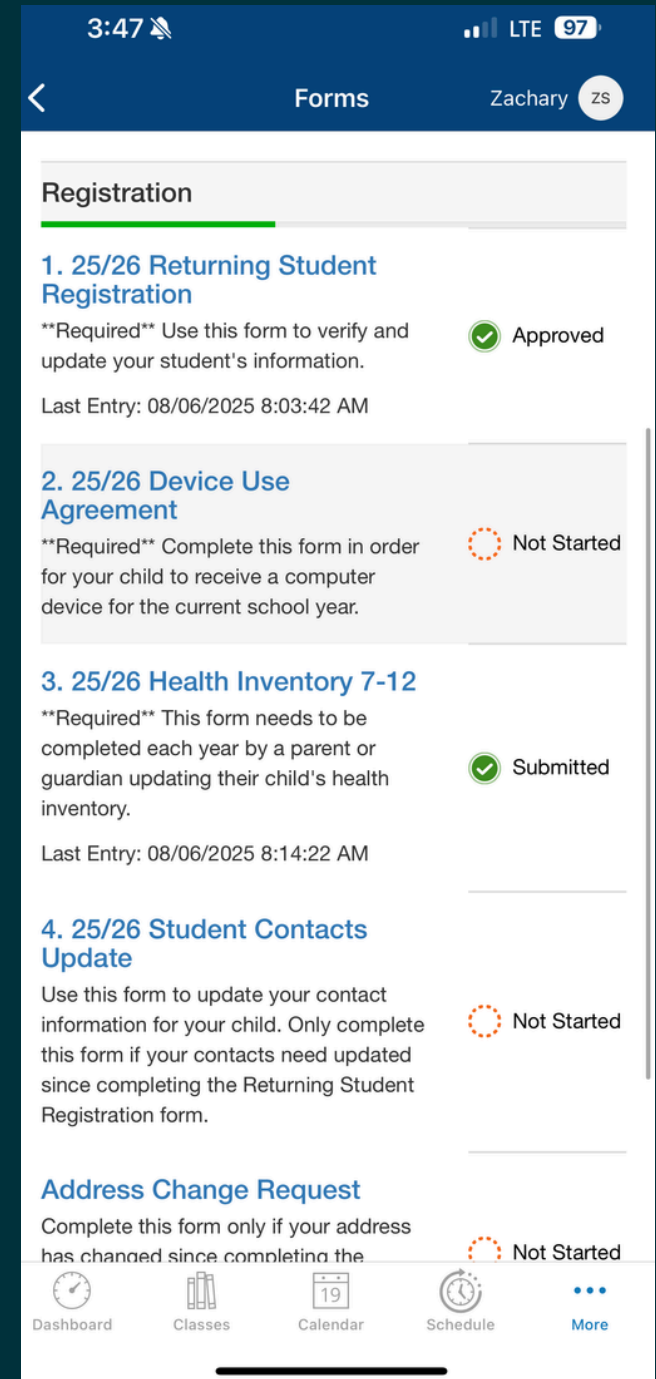 3:47 LTE 97
Forms Zachary ZS
Registration
1. 25/26 Returning Student
Registration
**Required** Use this form to verify and
update your student's information.
Approved
Last Entry: 08/06/2025 8:03:42 AM
2. 25/26 Device Use
Agreement
**Required** Complete this form in order
for your child to receive a computer
device for the current school year.
Not Started
3. 25/26 Health Inventory 7-12
**Required** This form needs to be
completed each year by a parent or
guardian updating their child's health
inventory.
Submitted
Last Entry: 08/06/2025 8:14:22 AM
4. 25/26 Student Contacts
Update
Use this form to update your contact
information for your child. Only complete
this form if your contacts need updated
since completing the Returning Student
Registration form.
Not Started
Address Change Request
Complete this form only if your address
has changed since completing the
Not Started
19
Dashboard Classes Calendar Schedule More